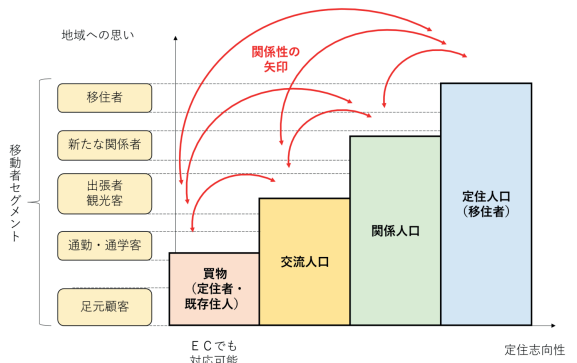 地域への思い
関係性の
矢印
移住者
新たな関係者
出張者
観光客
通勤・通学客
足元顧客
移動者セグメント
買物
（定住者・
既存住人）
交流人口
関係人口
定住人口
（移住者）
ＥＣでも
対応可能
定住志向性